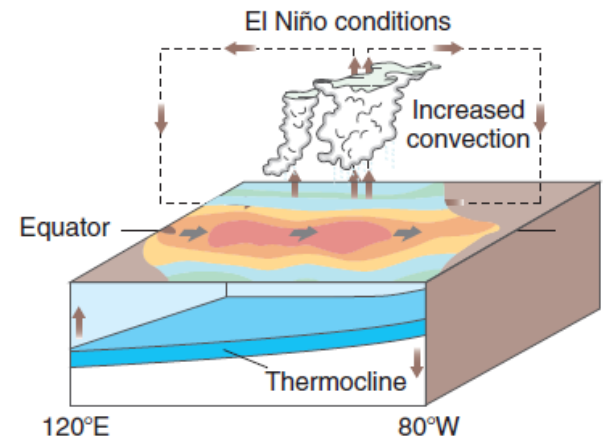 El Niño conditions
Increased
convection
Equator
Thermocline
120°E
80°W